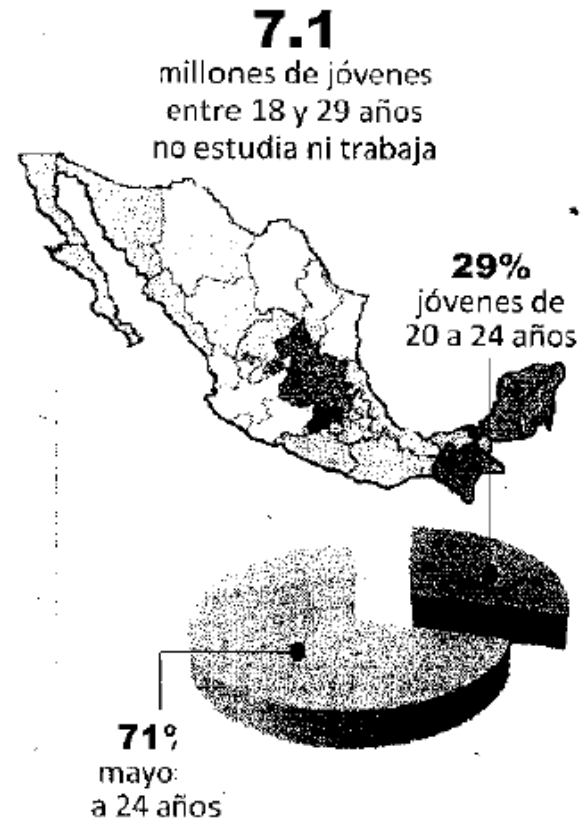 7.1
millones de jóvenes
entre 18 y 29 años
no estudia ni trabaja
29%
jóvenes de
20 a 24 años
71%
mayo
a 24 años